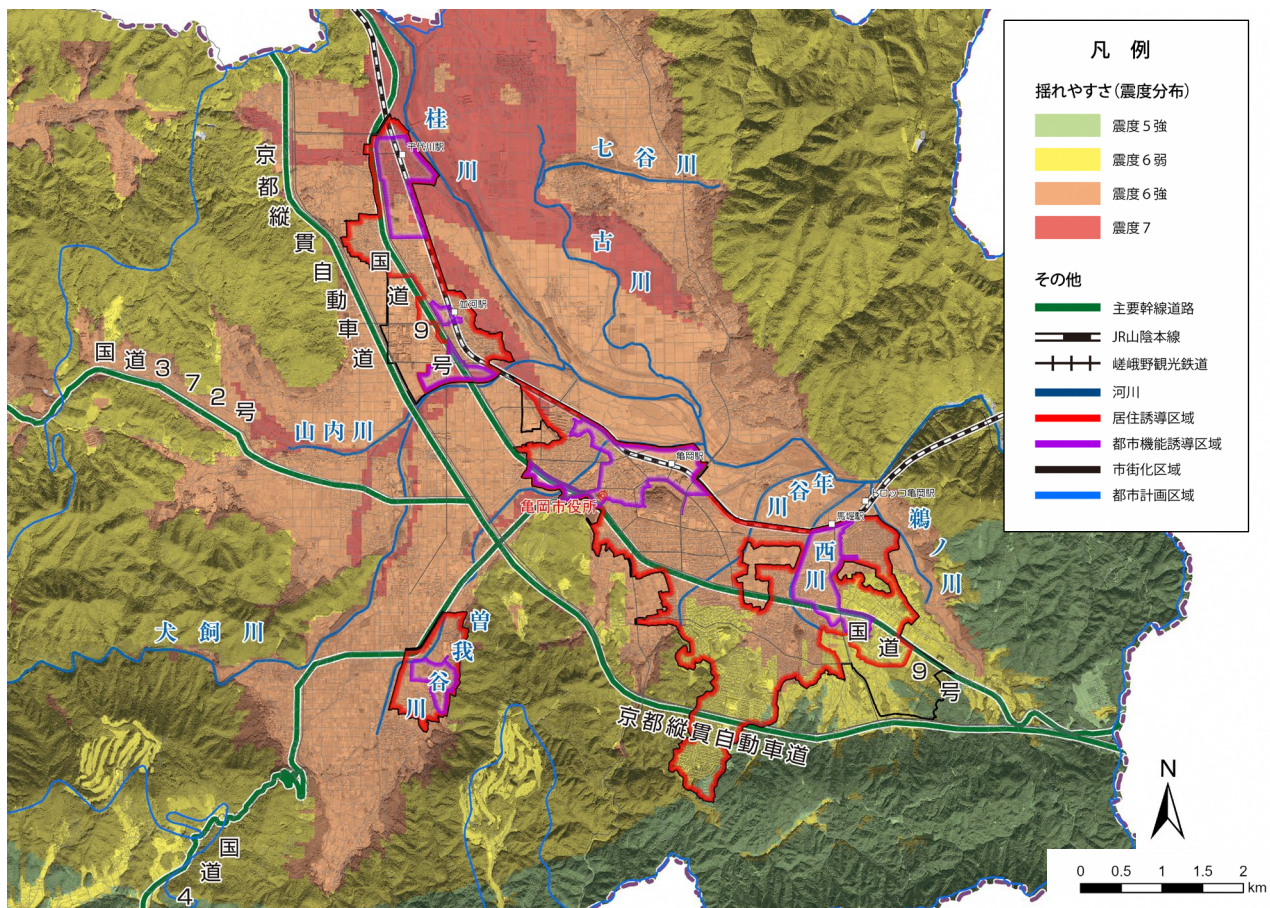 凡 例
揺れやすさ（震度分布）
震度５強
震度６弱
震度６強
震度７
その他
主要幹線道路
JR山陰本線
嵯峨野観光鉄道
河川
居住誘導区域
都市機能誘導区域
市街化区域
都市計画区域
桂川
千代川駅
七谷川
京都縦貫自動車道
古川
国道９号
並河駅
国道３７２号
山内川
亀岡駅
亀岡市役所
年谷川
トロッコ亀岡駅
馬堀駅
鵜ノ川
西川
犬飼川
曽我谷川
国道９号
京都縦貫自動車道
国道４
N
0 0.5 1 1.5 2
km